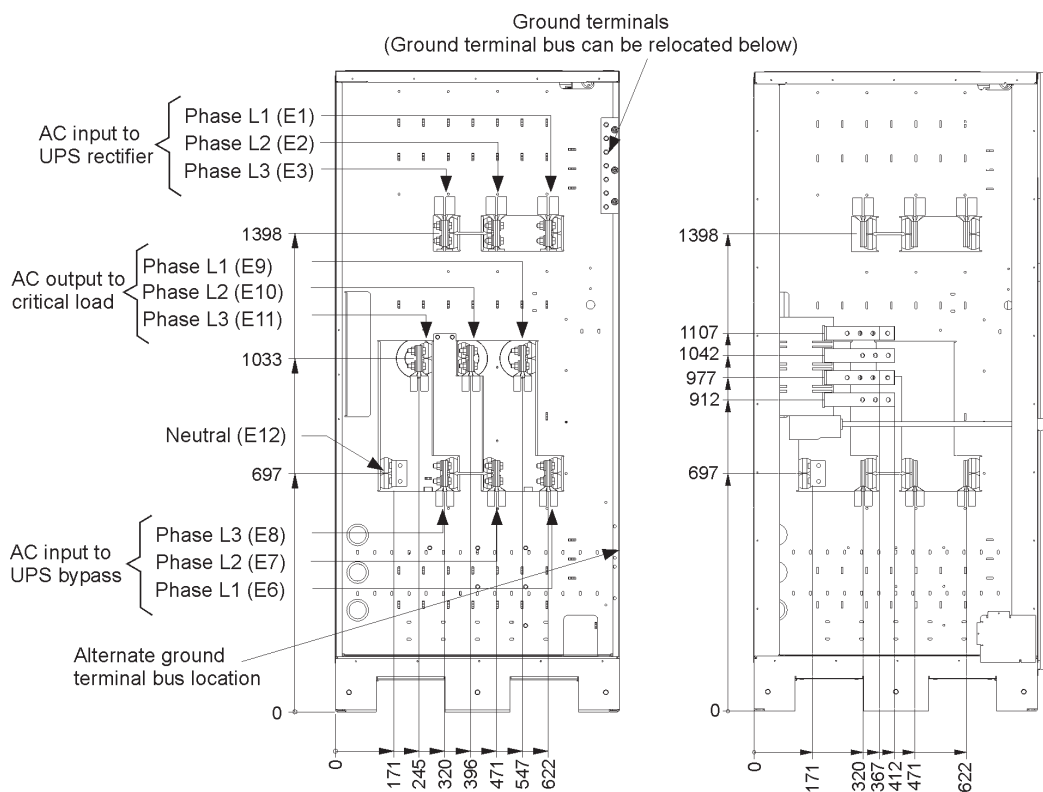 Ground terminals
(Ground terminal bus can be relocated below)
AC input to
UPS rectifier
Phase L1 (E1)
Phase L2 (E2)
Phase L3 (E3)
1398
AC output to
critical load
Phase L1 (E9)
Phase L2 (E10)
Phase L3 (E11)
1033
Neutral (E12)
697
AC input to
UPS bypass
Phase L3 (E8)
Phase L2 (E7)
Phase L1 (E6)
Alternate ground
terminal bus location
0
0
171
245
320
396
471
547
622
1398
1107
1042
977
912
697
0
0
171
320
367
412
471
622